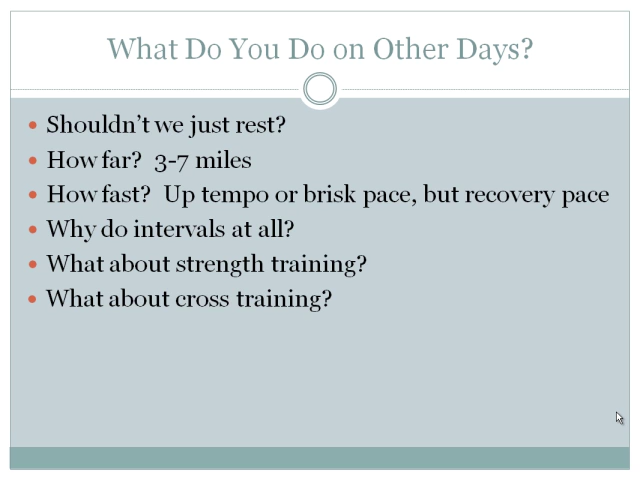 What Do You Do on Other Days?
• Shouldn't we just rest?
• How far?  3-7 miles
• How fast?  Up tempo or brisk pace, but recovery pace
• Why do intervals at all?
• What about strength training?
• What about cross training?